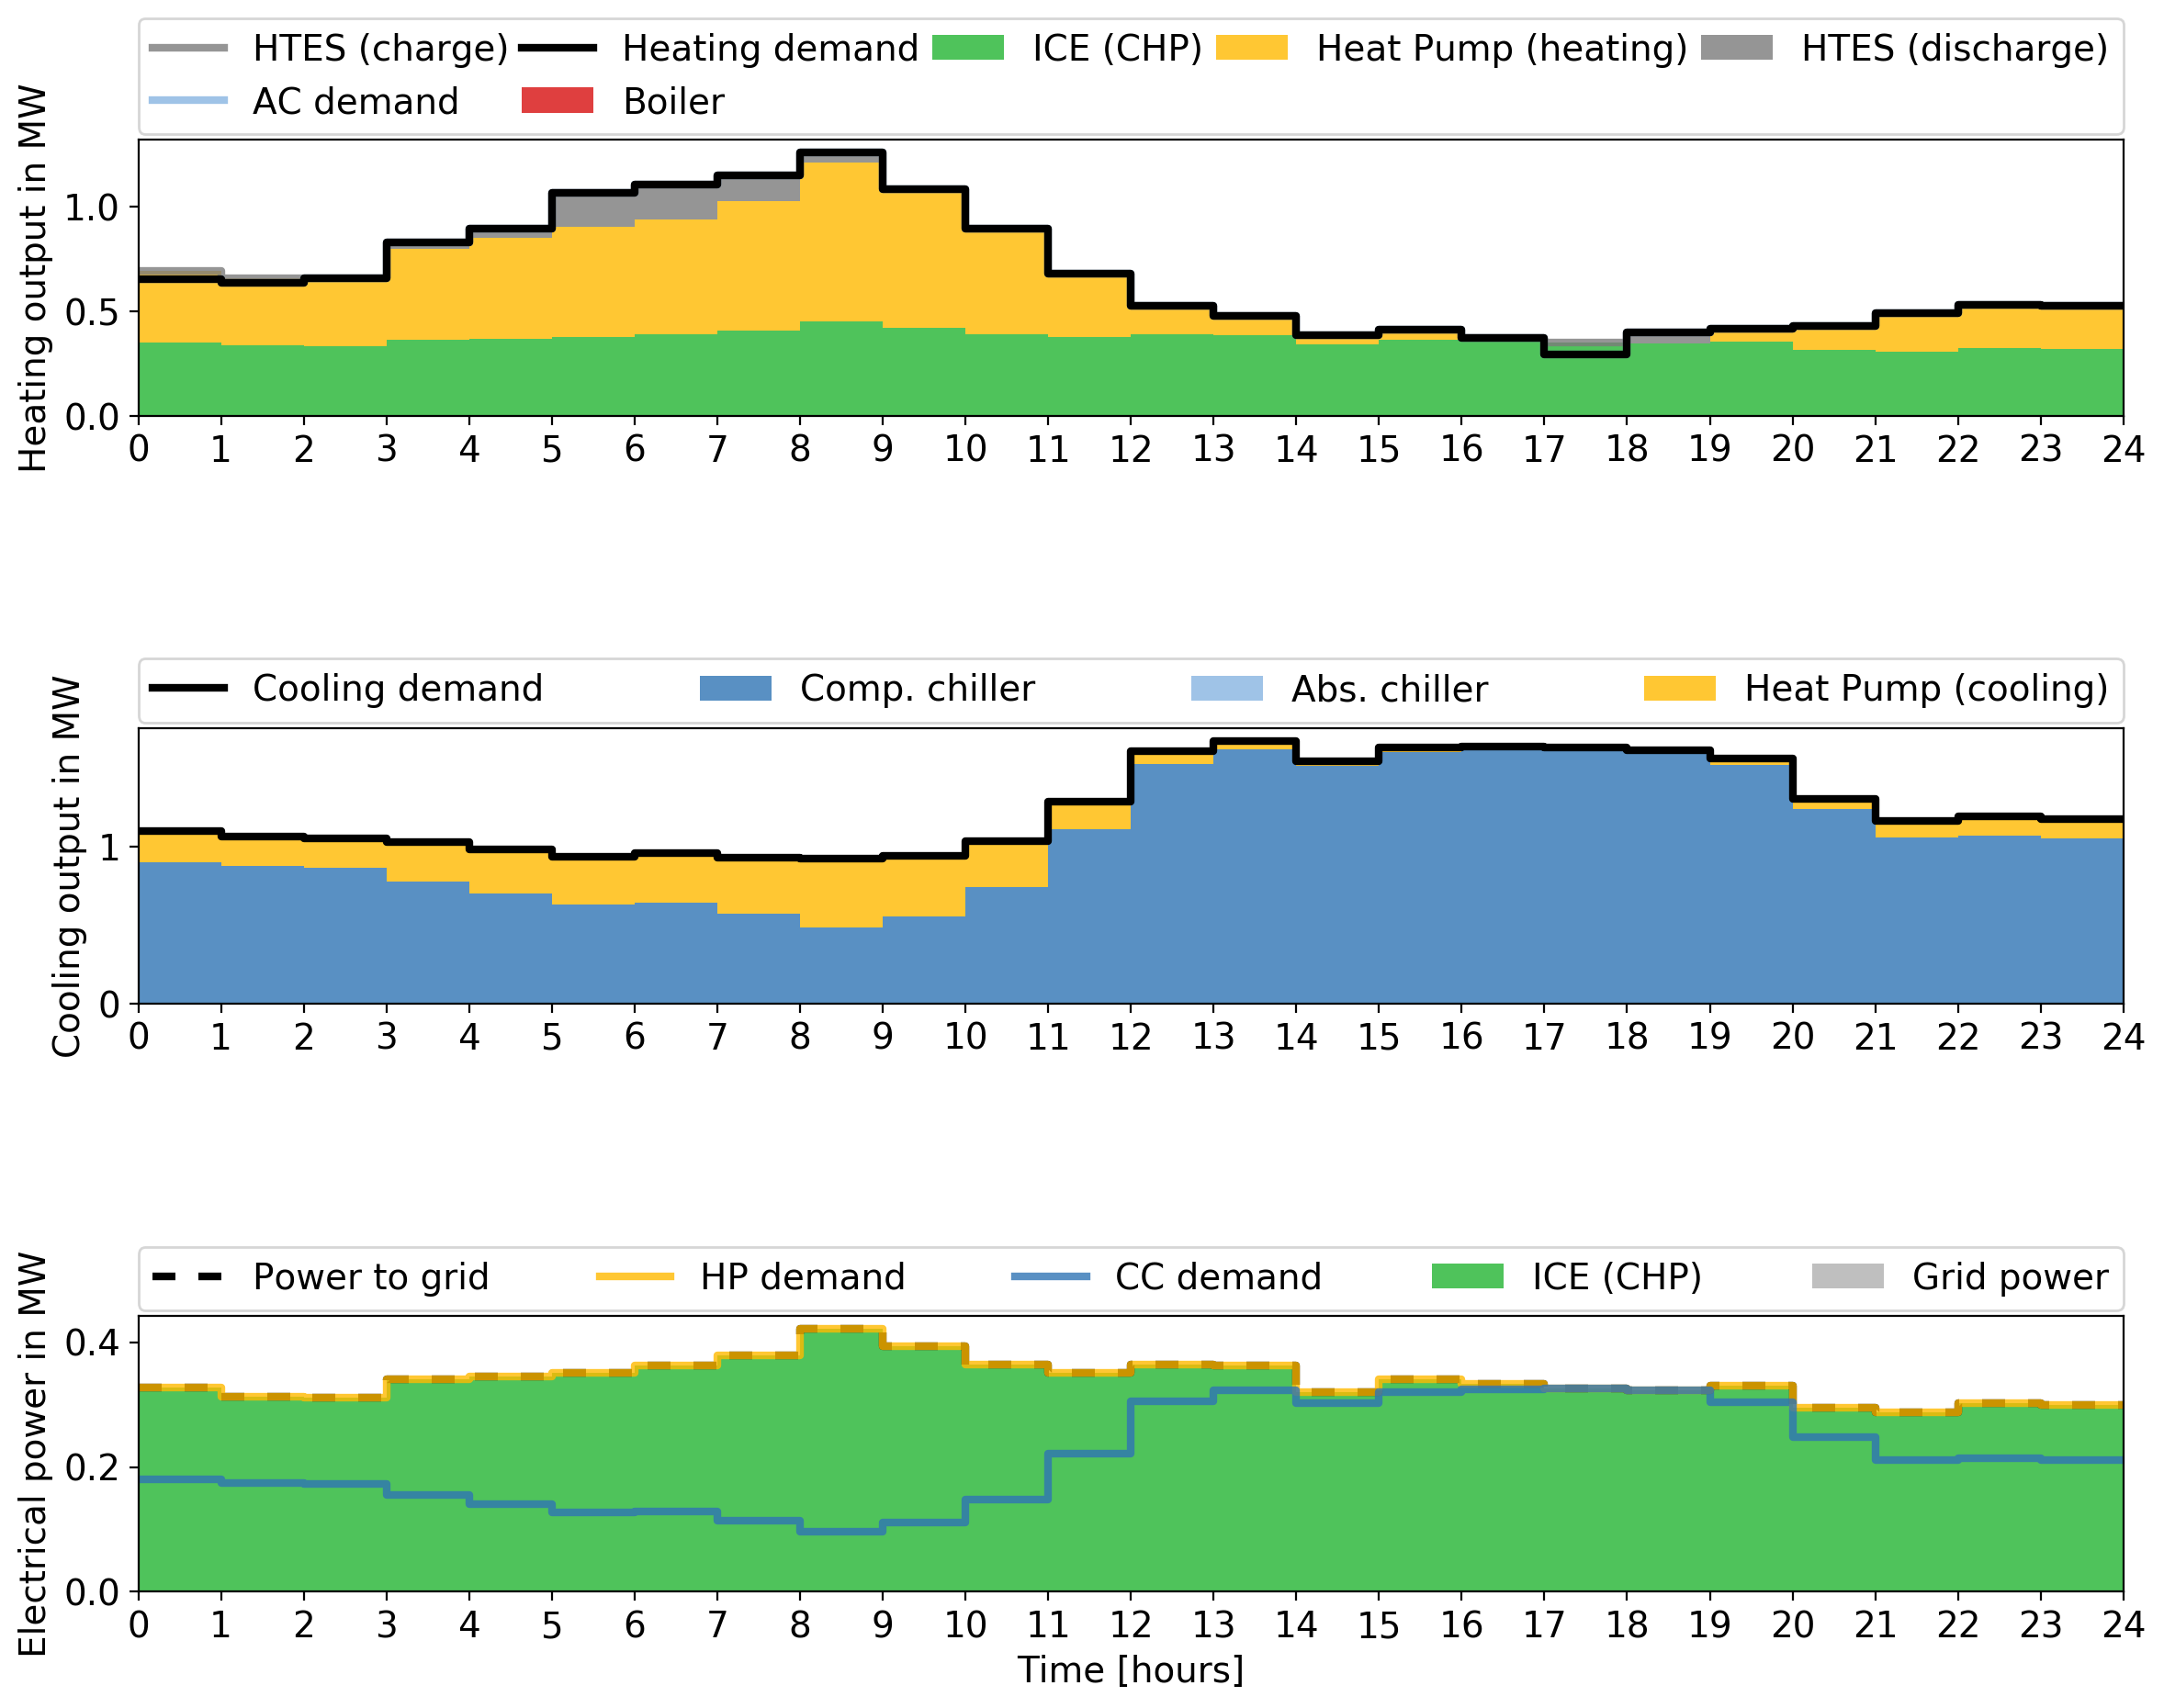 HTES (charge) Heating demand ICE (CHP) Heat Pump (heating) HTES (discharge)
AC demand Boiler
Heating output in MW
1.0
0.5
0.0
0 1 2 3 4 5 6 7 8 9 10 11 12 13 14 15 16 17 18 19 20 21 22 23 24
Cooling demand Comp. chiller Abs. chiller Heat Pump (cooling)
Cooling output in MW
1
0
0 1 2 3 4 5 6 7 8 9 10 11 12 13 14 15 16 17 18 19 20 21 22 23 24
Power to grid HP demand CC demand ICE (CHP) Grid power
Electrical power in MW
0.4
0.2
0.0
0 1 2 3 4 5 6 7 8 9 10 11 12 13 14 15 16 17 18 19 20 21 22 23 24
Time [hours]